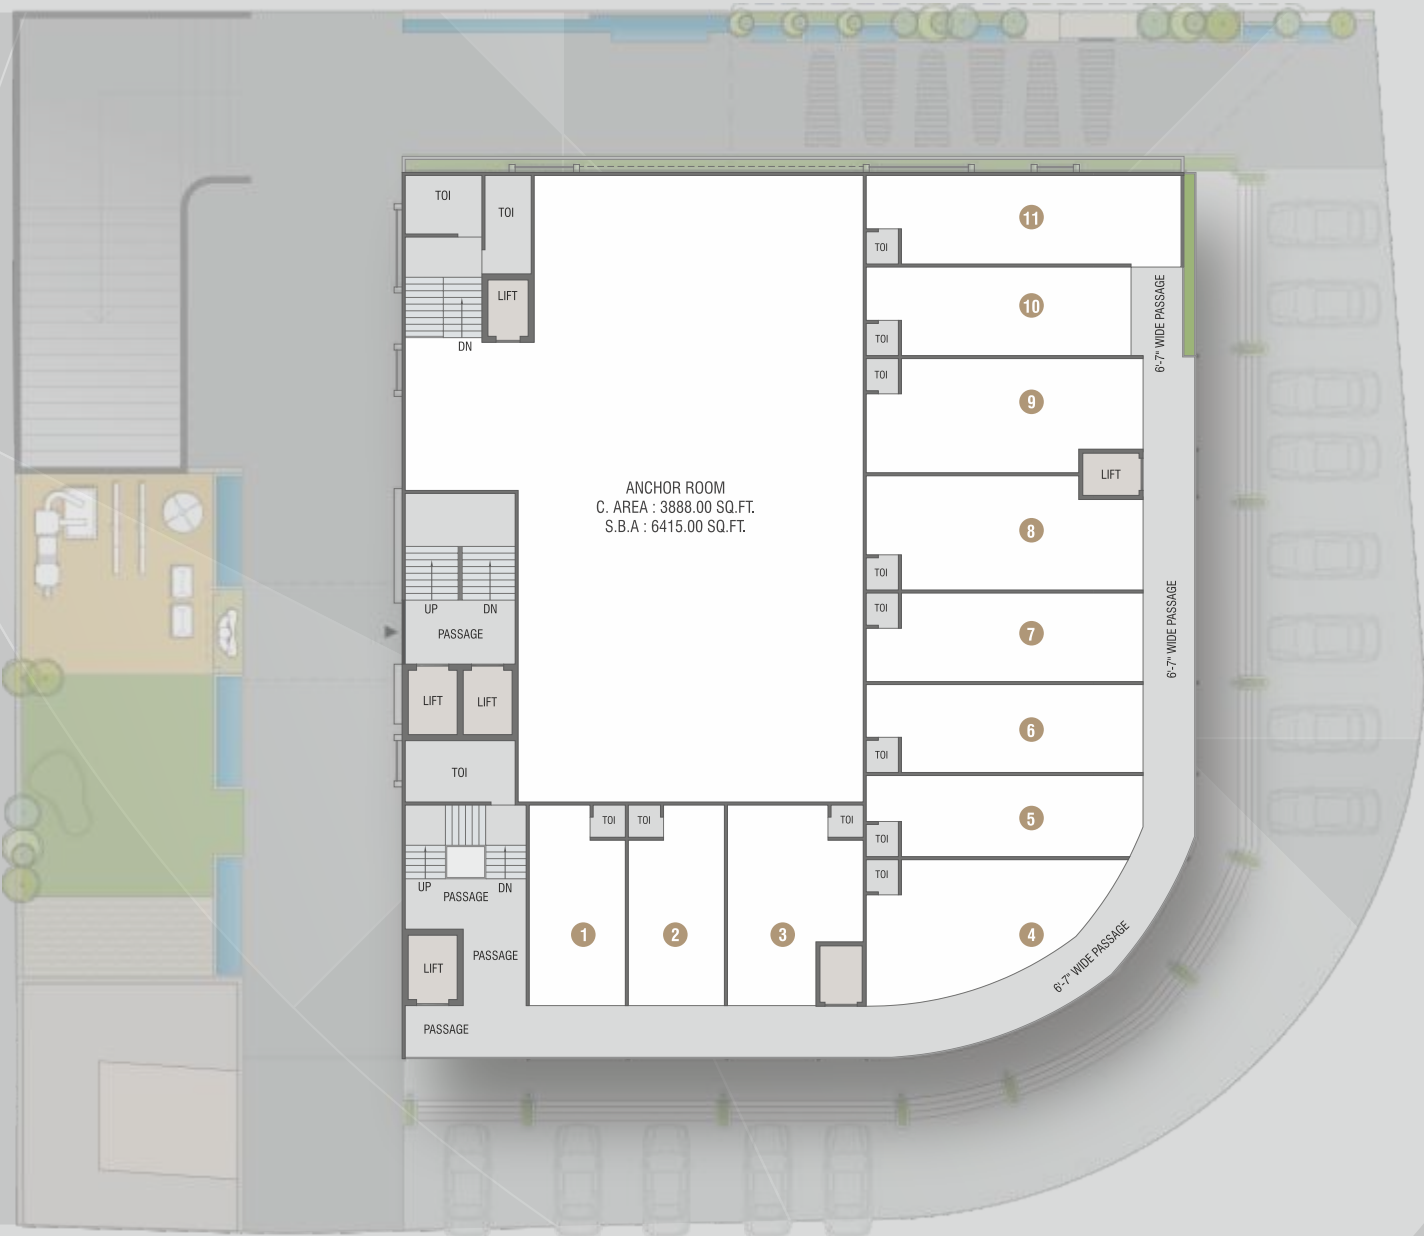 TOI
TOI
11
TOI
LIFT
10
6'-7" WIDE PASSAGE
DN
TOI
TOI
9
LIFT
ANCHOR ROOM
C. AREA : 3888.00 SQ.FT.
S.B.A : 6415.00 SQ.FT.
8
TOI
UP
DN
TOI
PASSAGE
7
6'-7" WIDE PASSAGE
LIFT
LIFT
6
TOI
TOI
TOI
TOI
TOI
5
TOI
TOI
UP
DN
PASSAGE
1
2
3
4
6'-7" WIDE PASSAGE
PASSAGE
LIFT
PASSAGE